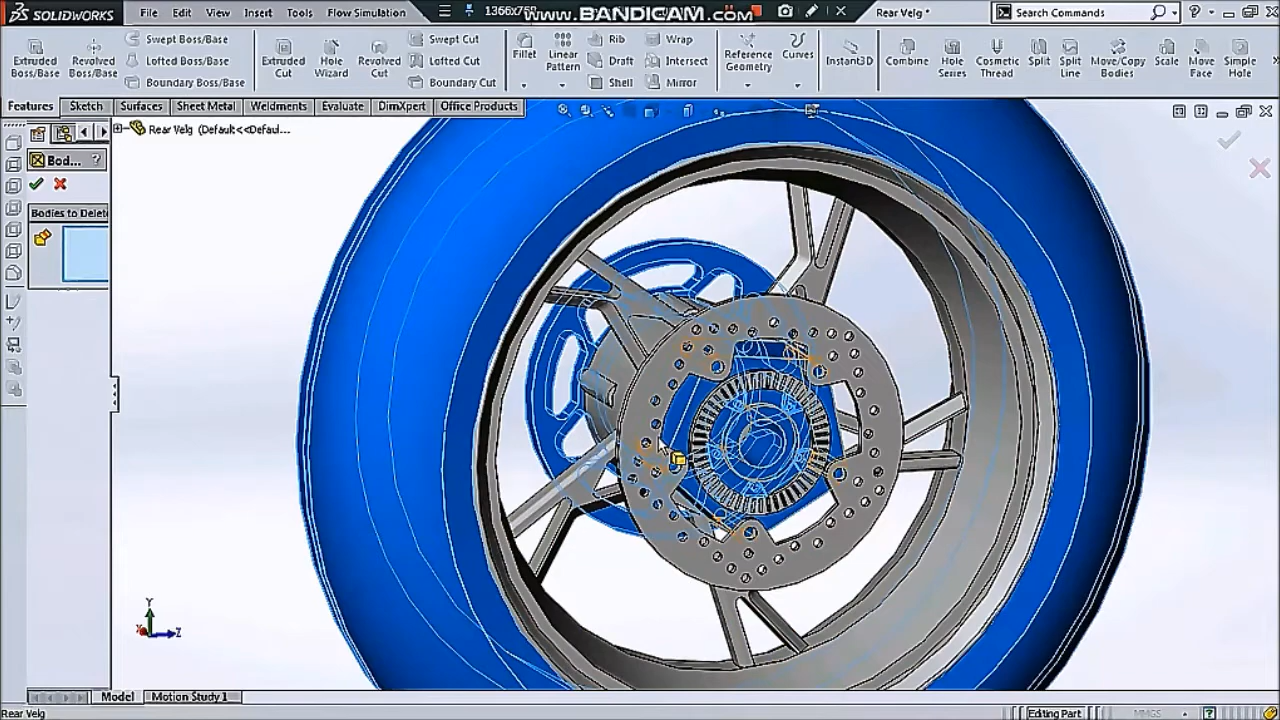 SOLIDWORKS File Edit View Insert Tools Flow Simulation 1366x768 www.BANDICAM.com Rear Velg * Search Commands
Extruded Boss/Base Revolved Boss/Base Swept Boss/Base Lofted Boss/Base Boundary Boss/Base Extruded Cut Hole Wizard Revolved Cut Swept Cut Lofted Cut Boundary Cut Fillet Linear Pattern Rib Draft Shell Wrap Intersect Mirror Reference Geometry Curves Instant3D Combine Hole Series Cosmetic Thread Split Split Line Move/Copy Bodies Scale Move Face Simple Hole
Features Sketch Surfaces Sheet Metal Weldments Evaluate DimXpert Office Products
Rear Velg (Default<<Defaul...
Bod... ?
Bodies to Delete
Y
Z
Model Motion Study 1
Rear Velg Editing Part MMGS